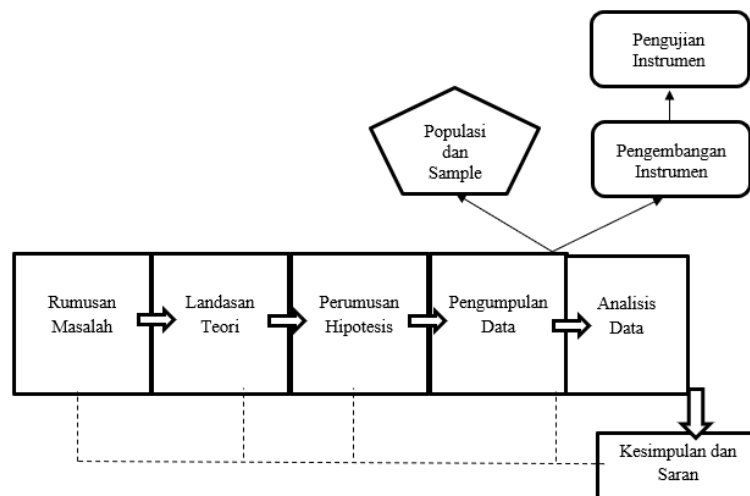 Pengujian
Instrumen
Populasi
dan
Sample
Pengembangan
Instrumen
Rumusan
Masalah
Landasan
Teori
Perumusan
Hipotesis
Pengumpulan
Data
Analisis
Data
Kesimpulan dan
Saran